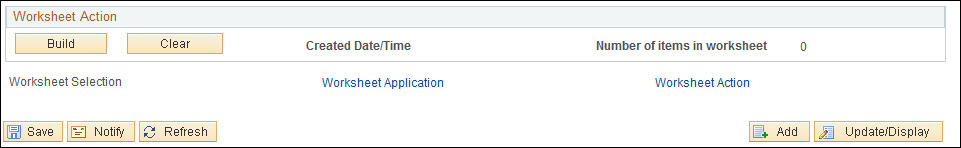 Worksheet Action
Build Clear Created Date/Time Number of items in worksheet 0
Worksheet Selection Worksheet Application Worksheet Action
Save Notify Refresh Add Update/Display